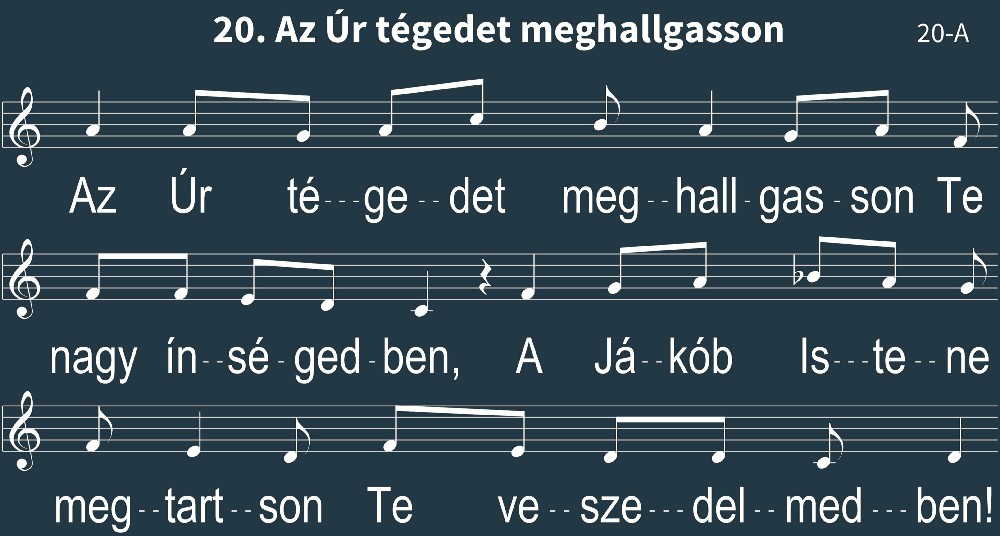 20. Az Úr tégedet meghallgasson 20-A
Az Úr té---ge--det meg--hall-gas-son Te
nagy ín--sé-ged-ben, A Já--kób Is---te--ne
meg--tart--son Te ve--sze---del--med---ben!